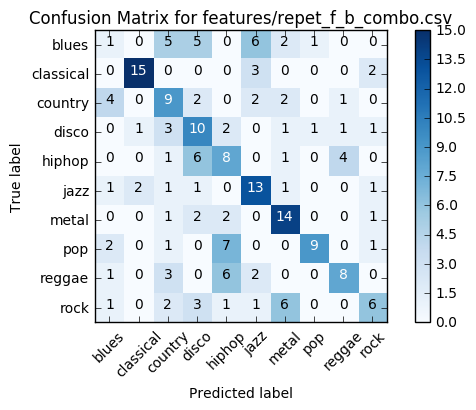 Confusion Matrix for features/repet_f_b_combo.csv
blues 1 0 5 5 0 6 2 1 0 0
classical 0 15 0 0 0 3 0 0 0 2
country 4 0 9 2 0 2 2 0 1 0
disco 0 1 3 10 2 0 1 1 1 1
hiphop 0 0 1 6 8 0 1 0 4 0
jazz 1 2 1 1 0 13 1 0 0 1
metal 0 0 1 2 2 0 14 0 0 1
pop 2 0 1 0 7 0 0 9 0 1
reggae 1 0 3 0 6 2 0 0 8 0
rock 1 0 2 3 1 1 6 0 0 6
blues classical country disco hiphop jazz metal pop reggae rock
True label
Predicted label
15.0
13.5
12.0
10.5
9.0
7.5
6.0
4.5
3.0
1.5
0.0